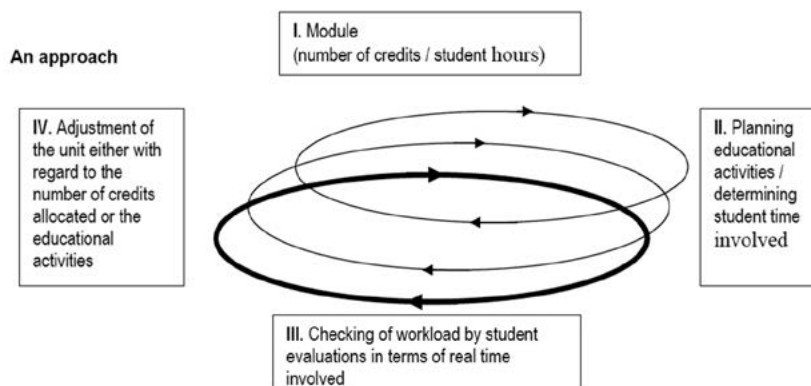 An approach
I. Module
(number of credits / student hours)
II. Planning
educational
activities /
determining
student time
involved
III. Checking of workload by student
evaluations in terms of real time
involved
IV. Adjustment of
the unit either with
regard to the
number of credits
allocated or the
educational
activities